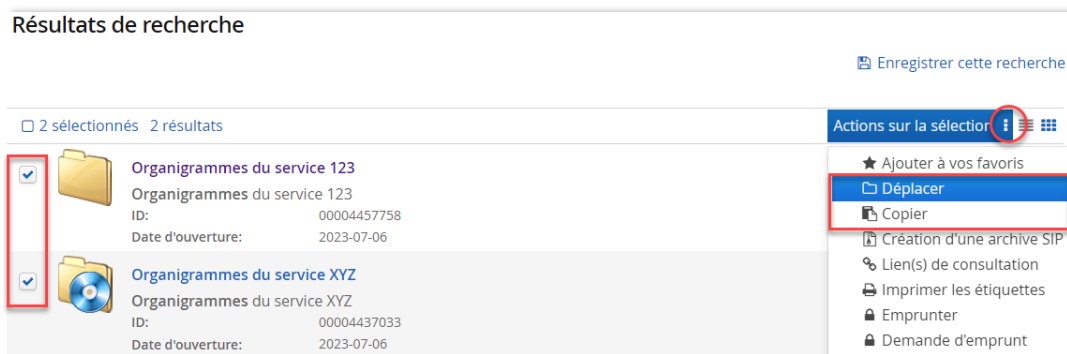 Résultats de recherche
Enregistrer cette recherche
2 sélectionnés 2 résultats
Actions sur la sélection
Organigrammes du service 123
Organigrammes du service 123
ID: 00004457758
Date d'ouverture: 2023-07-06
Organigrammes du service XYZ
Organigrammes du service XYZ
ID: 00004437033
Date d'ouverture: 2023-07-06
Ajouter à vos favoris
Déplacer
Copier
Création d'une archive SIP
Lien(s) de consultation
Imprimer les étiquettes
Emprunter
Demande d'emprunt